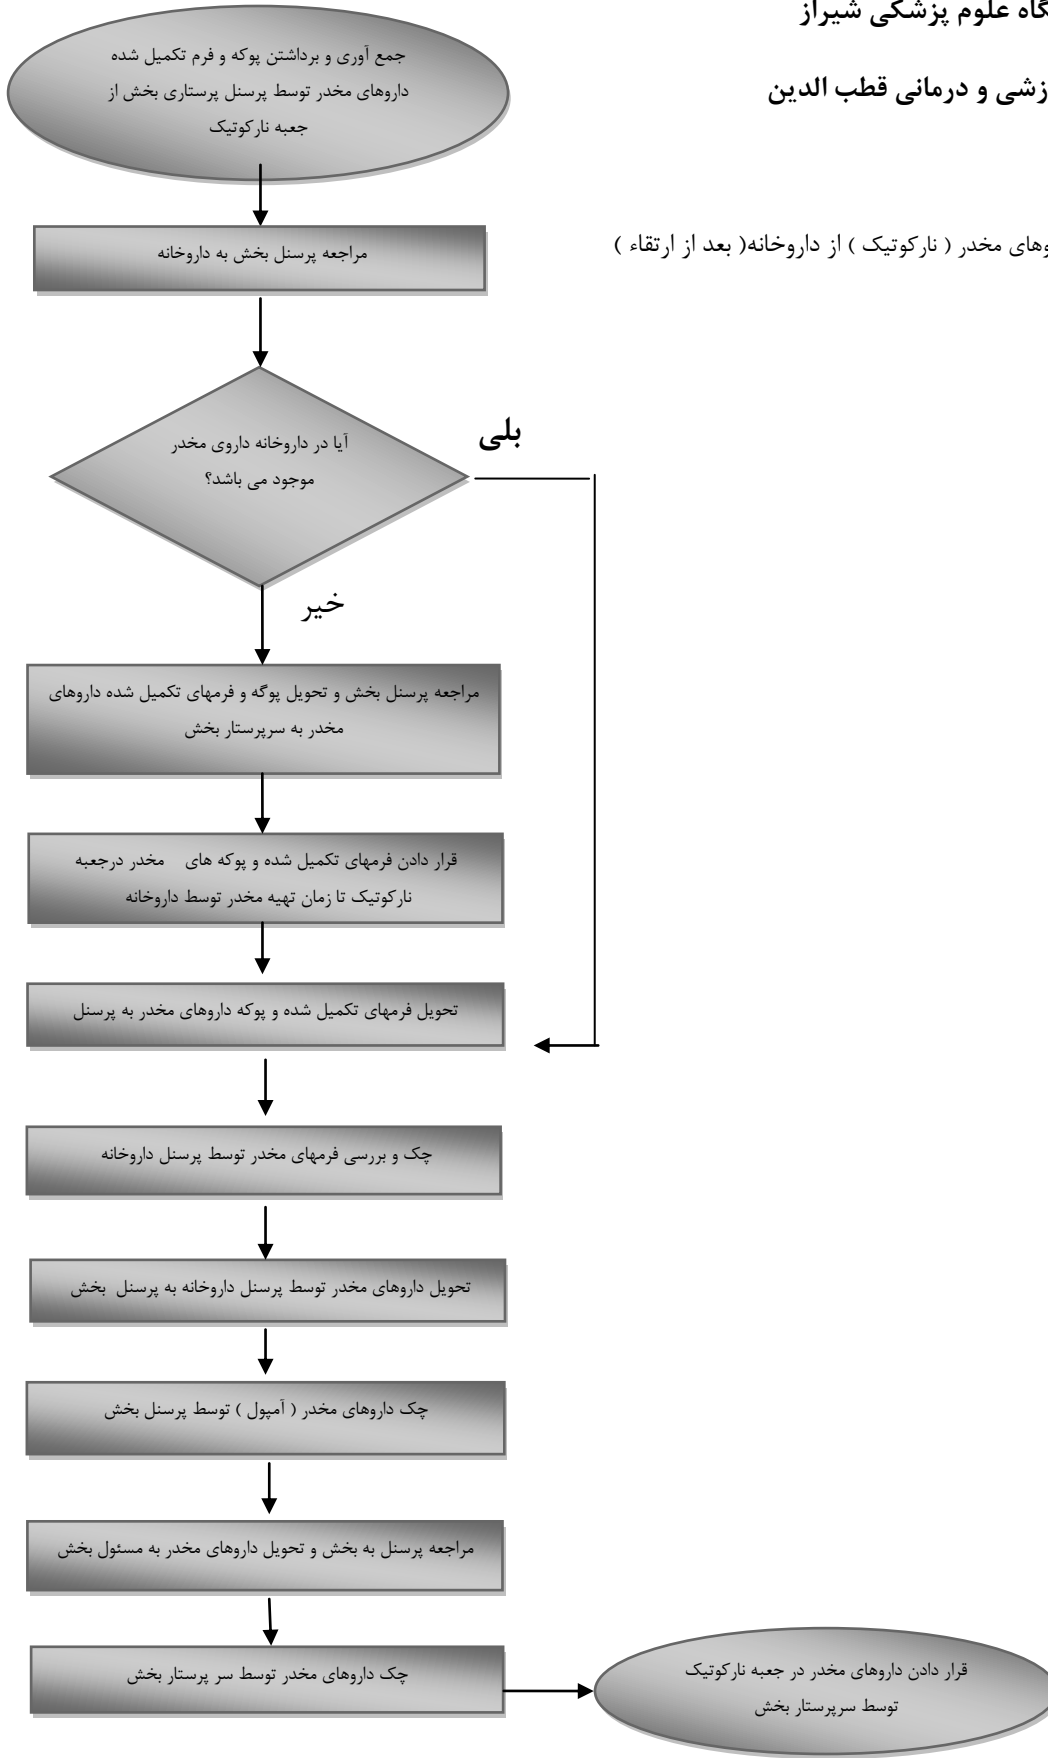 علوم پزشکی شیراز
و درمانی قطب الدین
مخدر ( نارکوتیک ) از داروخانه( بعد از ارتقاء )
جمع آوری و برداشتن پوکه و فرم تکمیل شده
داروهای مخدر توسط پرسنل پرستاری بخش از
جعبه نارکوتیک
مراجعه پرسنل بخش به داروخانه
آیا در داروخانه داروی مخدر
موجود می باشد؟
بلی
خیر
مراجعه پرسنل بخش و تحویل پوگه و فرمهای تکمیل شده داروهای
مخدر به سرپرستار بخش
قرار دادن فرمهای تکمیل شده و پوکه های مخدر درجعبه
نارکوتیک تا زمان تهیه مخدر توسط داروخانه
تحویل فرمهای تکمیل شده و پوکه داروهای مخدر به پرسنل
چک و بررسی فرمهای مخدر توسط پرسنل داروخانه
تحویل داروهای مخدر توسط پرسنل داروخانه به پرسنل بخش
چک داروهای مخدر ( آمپول ) توسط پرسنل بخش
مراجعه پرسنل به بخش و تحویل داروهای مخدر به مسئول بخش
چک داروهای مخدر توسط سر پرستار بخش
قرار دادن داروهای مخدر در جعبه نارکوتیک
توسط سرپرستار بخش